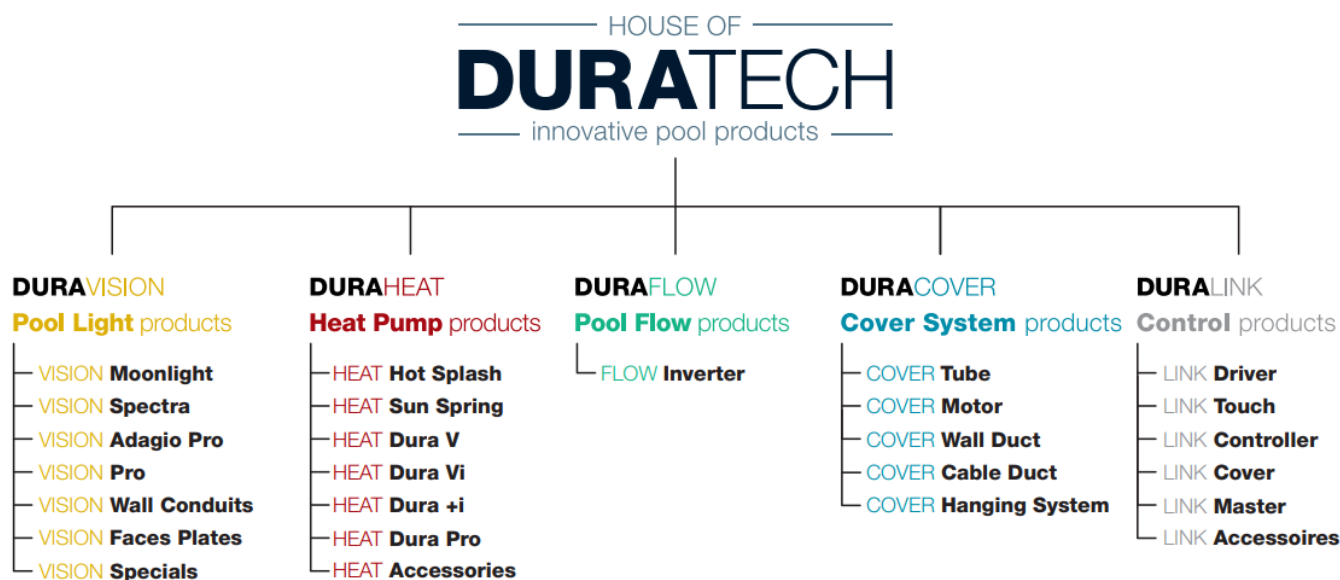 HOUSE OF
DURATECH
innovative pool products
DURAVISION
Pool Light products
VISION Moonlight
VISION Spectra
VISION Adagio Pro
VISION Pro
VISION Wall Conduits
VISION Faces Plates
VISION Specials
DURAHEAT
Heat Pump products
HEAT Hot Splash
HEAT Sun Spring
HEAT Dura V
HEAT Dura Vi
HEAT Dura +i
HEAT Dura Pro
HEAT Accessories
DURAFLOW
Pool Flow products
FLOW Inverter
DURACOVER
Cover System products
COVER Tube
COVER Motor
COVER Wall Duct
COVER Cable Duct
COVER Hanging System
DURALINK
Control products
LINK Driver
LINK Touch
LINK Controller
LINK Cover
LINK Master
LINK Accessoires